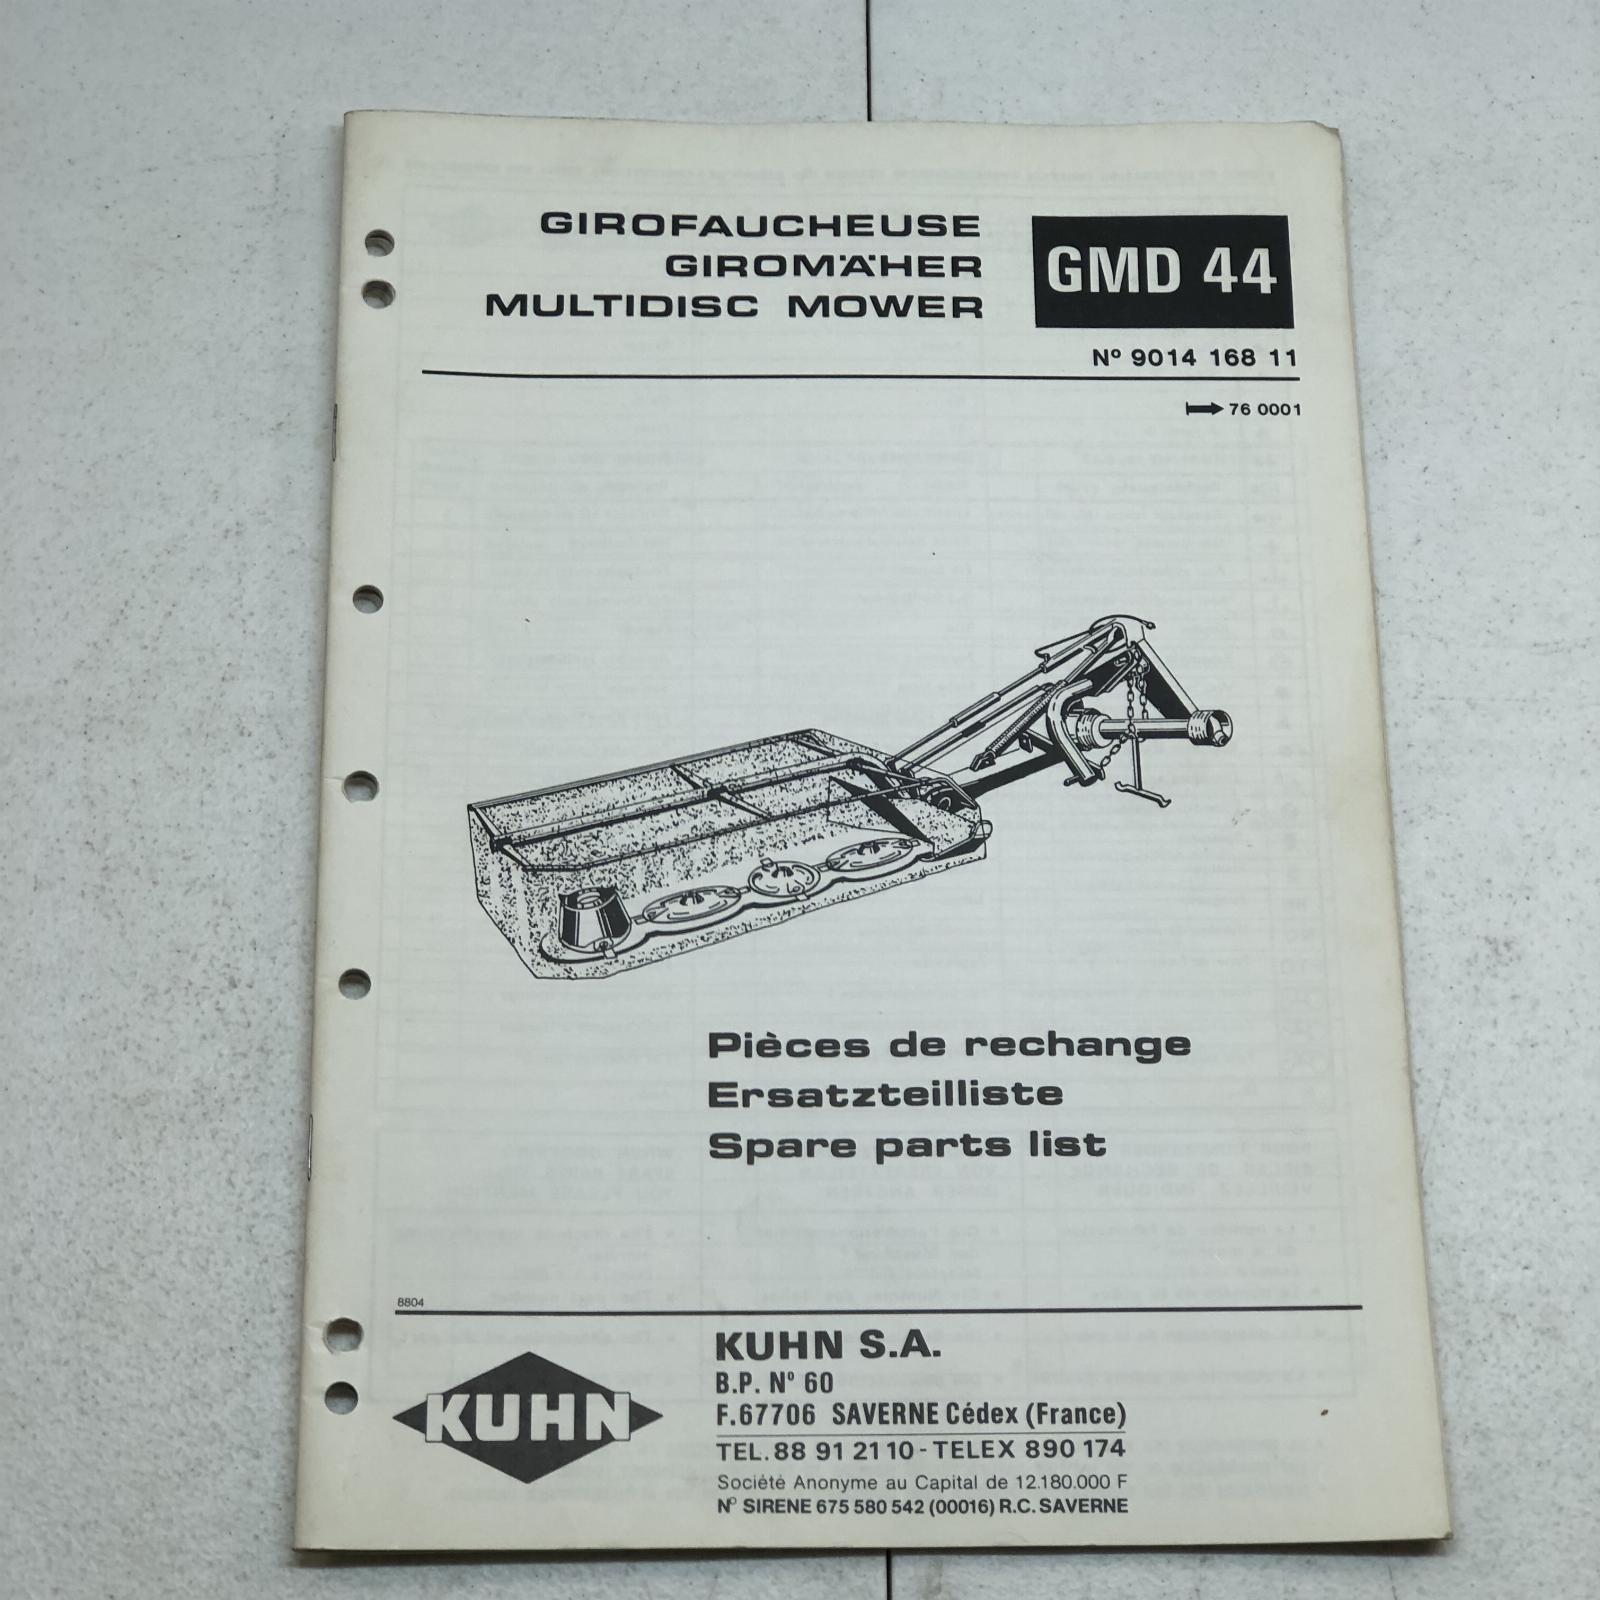 GIROFAUCHEUSE
GIROMÄHER
MULTIDISC MOWER
GMD 44
Nº 9014 168 11
76 0001
Pièces de rechange
Ersatzteilliste
Spare parts list
8804
KUHN
KUHN S.A.
B.P. Nº 60
F.67706 SAVERNE Cédex (France)
TEL. 88 91 21 10 - TELEX 890 174
Société Anonyme au Capital de 12.180.000 F
Nº SIRENE 675 580 542 (00016) R.C. SAVERNE